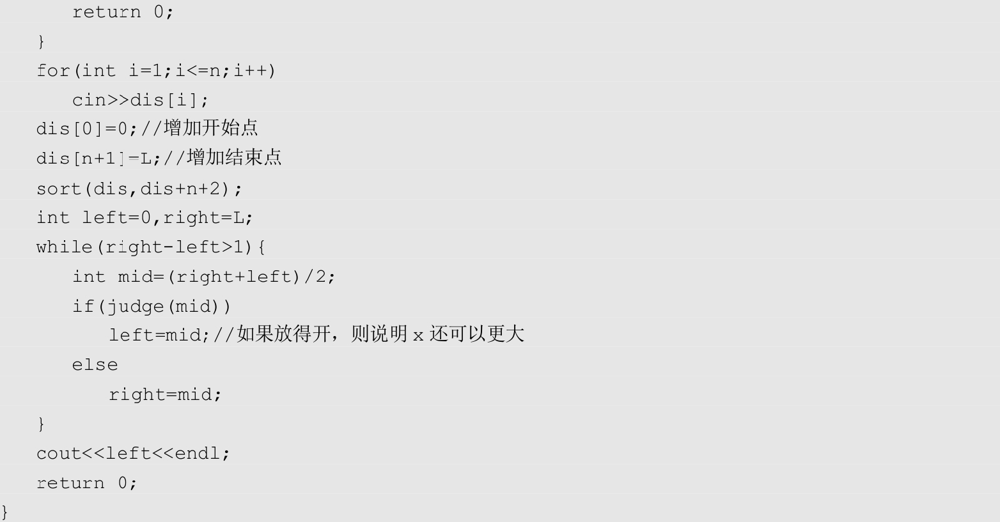 return 0;
}
for(int i=1;i<=n;i++)
cin>>dis[i];
dis[0]=0;//增加开始点
dis[n+1]=L;//增加结束点
sort(dis,dis+n+2);
int left=0,right=L;
while(right-left>1){
int mid=(right+left)/2;
if(judge(mid))
left=mid;//如果放得开，则说明 x 还可以更大
else
right=mid;
}
cout<<left<<endl;
return 0;
}